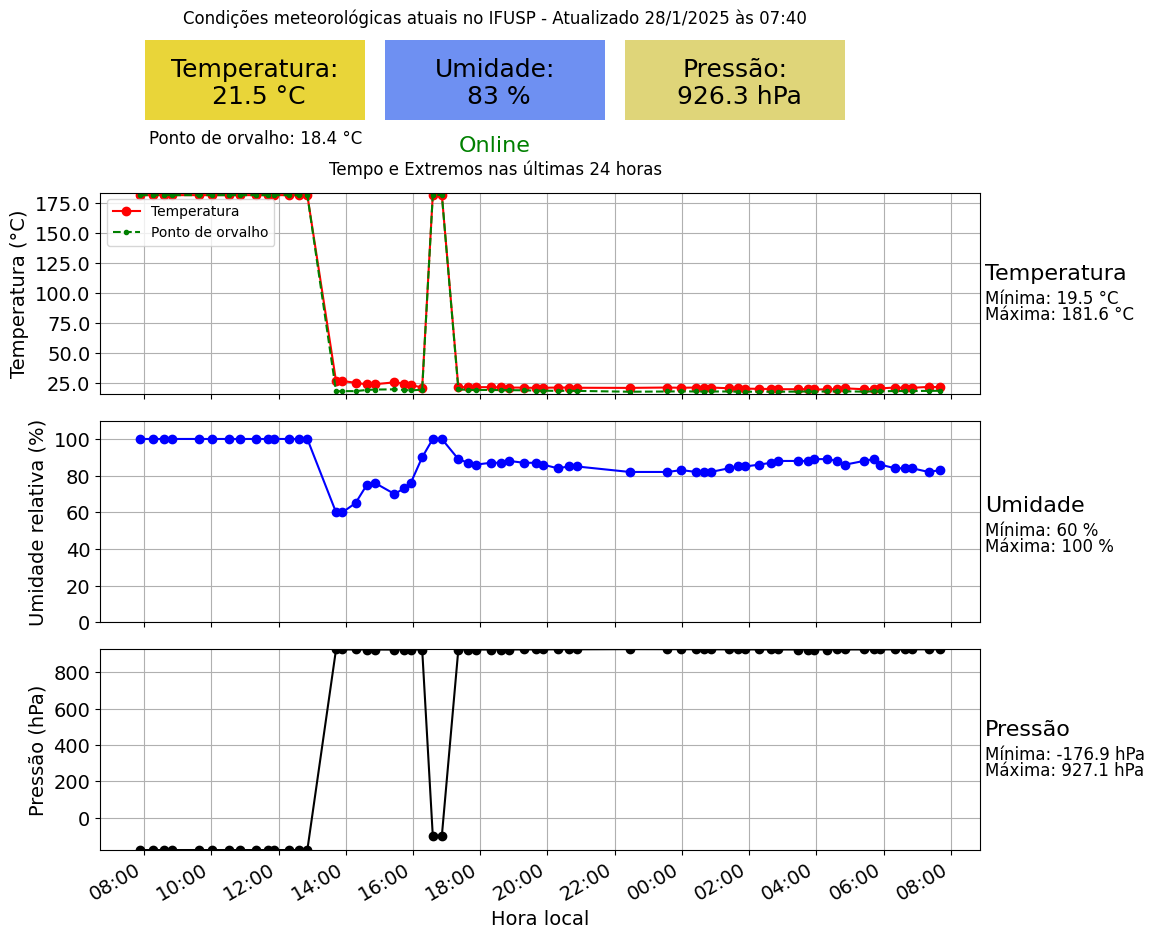 Condições meteorológicas atuais no IFUSP - Atualizado 28/1/2025 às 07:40
Temperatura:
21.5 °C
Umidade:
83 %
Pressão:
926.3 hPa
Ponto de orvalho: 18.4 °C
Online
Tempo e Extremos nas últimas 24 horas
Temperatura (°C)
175.0
150.0
125.0
100.0
75.0
50.0
25.0
Temperatura
Ponto de orvalho
Temperatura
Mínima: 19.5 °C
Máxima: 181.6 °C
Umidade relativa (%)
100
80
60
40
20
0
Umidade
Mínima: 60 %
Máxima: 100 %
Pressão (hPa)
800
600
400
200
0
Pressão
Mínima: -176.9 hPa
Máxima: 927.1 hPa
08:00 10:00 12:00 14:00 16:00 18:00 20:00 22:00 00:00 02:00 04:00 06:00 08:00
Hora local